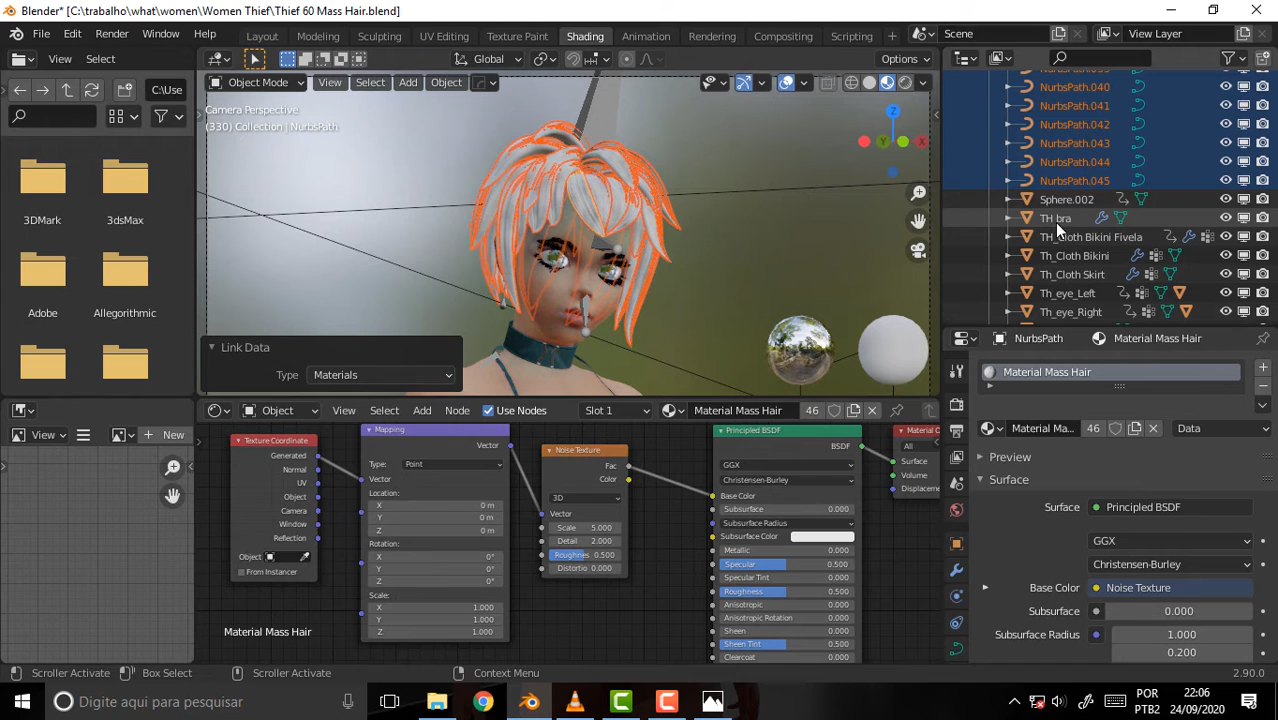 Blender* [C:\trabalho\what\women\Women Thief\Thief 60 Mass Hair.blend]
File Edit Render Window Help Layout Modeling Sculpting UV Editing Texture Paint Shading Animation Rendering Compositing Scripting Scene View Layer
View Select Global Options
Object Mode View Select Add Object
C:\Use
Camera Perspective
(330) Collection | NurbsPath
3DMark
3dsMax
Adobe
Allegorithmic
Link Data
Type Materials
NurbsPath.040
NurbsPath.041
NurbsPath.042
NurbsPath.043
NurbsPath.044
NurbsPath.045
Sphere.002
TH bra
TH_Cloth Bikini Fivela
Th_Cloth Bikini
Th_Cloth Skirt
Th_eye_Left
Th_eye_Right
NurbsPath Material Mass Hair
Material Mass Hair
Material Ma... 46 Data
Preview
Surface
Surface Principled BSDF
GGX
Christensen-Burley
Base Color Noise Texture
Subsurface 0.000
Subsurface Radius 1.000
0.200
View New
Object View Select Add Node Use Nodes Slot 1 Material Mass Hair 46
Texture Coordinate
Generated
Normal
UV
Object
Camera
Window
Reflection
Object
From Instancer
Mapping
Vector
Type: Point
Vector
Location:
X 0 m
Y 0 m
Z 0 m
Rotation:
X 0°
Y 0°
Z 0°
Scale:
X 1.000
Y 1.000
Z 1.000
Noise Texture
Fac
Color
3D
Vector
Scale 5.000
Detail 2.000
Roughnes 0.500
Distortio 0.000
Principled BSDF
BSDF
GGX
Christensen-Burley
Base Color
Subsurface 0.000
Subsurface Radius
Subsurface Color
Metallic 0.000
Specular 0.500
Specular Tint 0.000
Roughness 0.500
Anisotropic 0.000
Anisotropic Rotation 0.000
Sheen 0.000
Sheen Tint 0.500
Clearcoat 0.000
Material O
All
Surface
Volume
Displaceme
Material Mass Hair
Scroller Activate Box Select Scroller Activate Context Menu 2.90.0
Digite aqui para pesquisar
POR
PTB2
22:06
24/09/2020